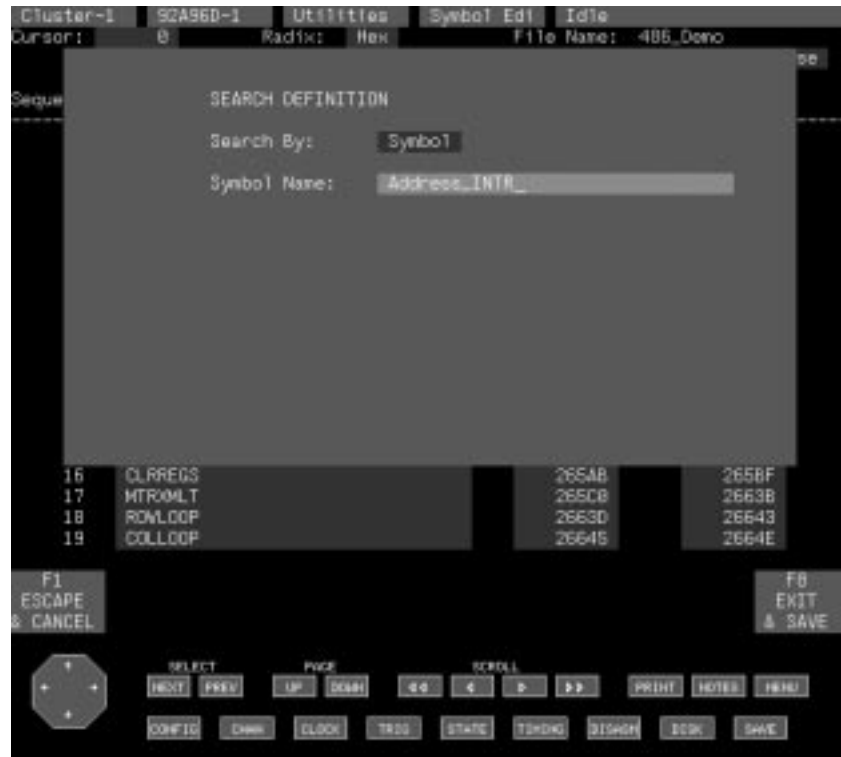 Cluster-1 92A96D-1 Utilities Symbol Edi Idle
Cursor: 0 Radix: Hex File Name: 486_Demo
se
Seque
SEARCH DEFINITION
Search By: Symbol
Symbol Name: Address_INTR_
16 CLRREGS 265AB 265BF
17 MTRXMLT 265C0 2663B
18 ROWLOOP 2663D 26643
19 COLLOOP 26645 2664E
F1 F8
ESCAPE EXIT
& CANCEL & SAVE
SELECT PAGE SCROLL
NEXT PREV UP DOWN PRINT NOTES MENU
CONFIG CHAN CLOCK TRIG STATE TIMING DISASM DISK SAVE